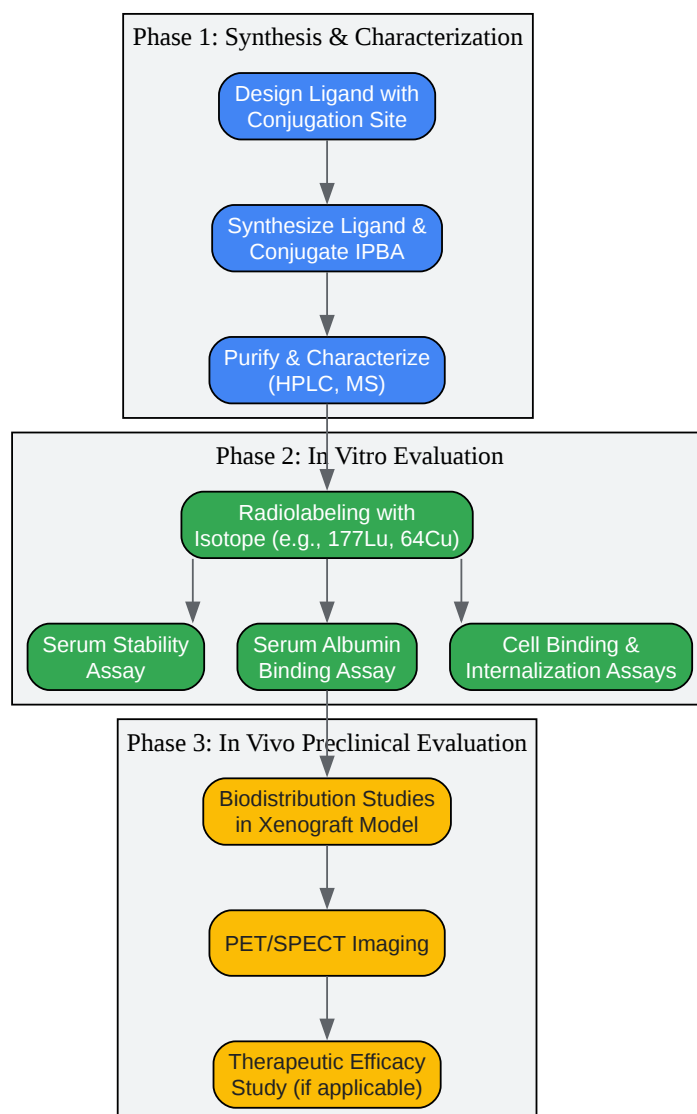 Phase 1: Synthesis & Characterization
Design Ligand with
Conjugation Site
Synthesize Ligand &
Conjugate IPBA
Purify & Characterize
(HPLC, MS)
Phase 2: In Vitro Evaluation
Radiolabeling with
Isotope (e.g., 177Lu, 64Cu)
Serum Stability
Assay
Serum Albumin
Binding Assay
Cell Binding &
Internalization Assays
Phase 3: In Vivo Preclinical Evaluation
Biodistribution Studies
in Xenograft Model
PET/SPECT Imaging
Therapeutic Efficacy
Study (if applicable)